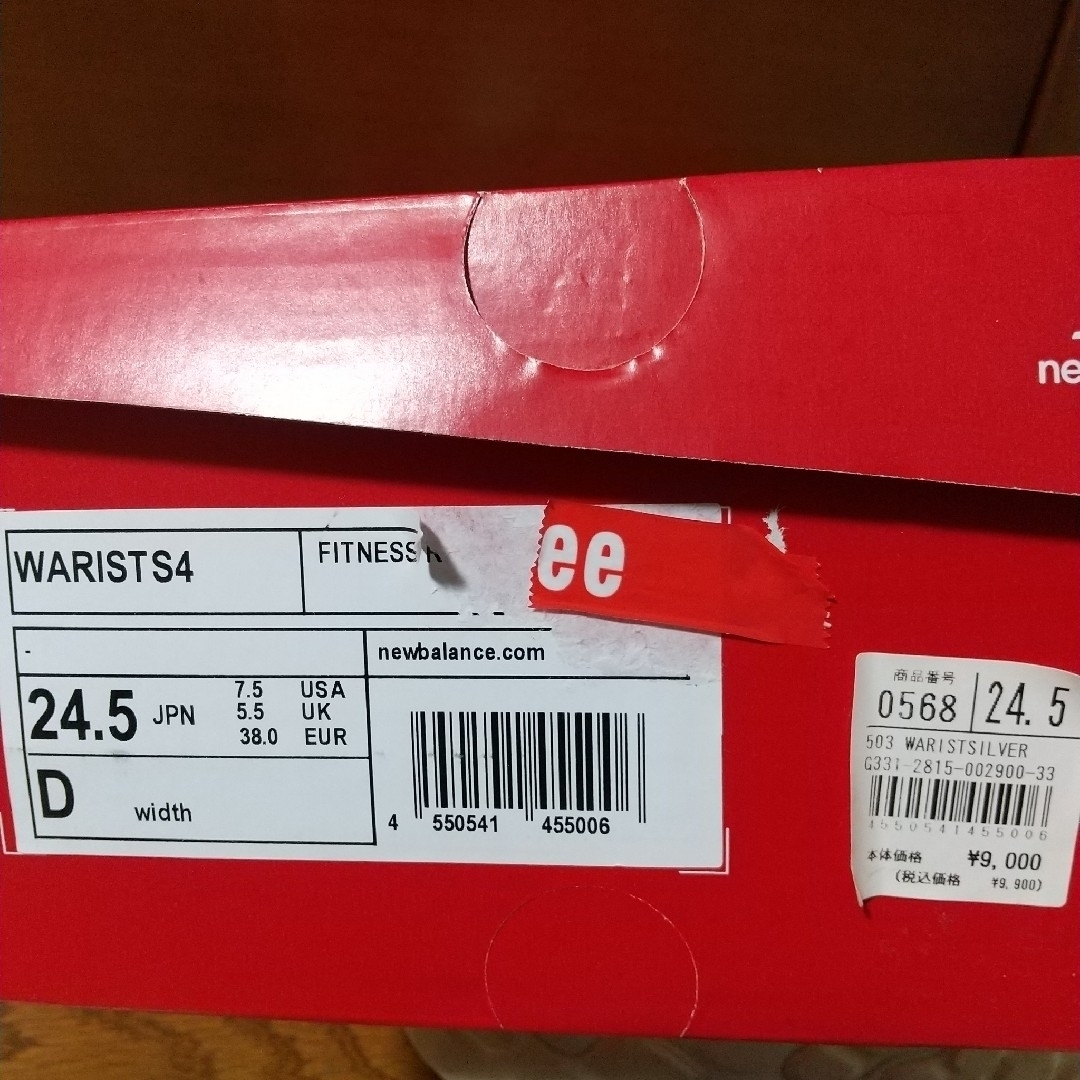 ne
WARISTS4
FITNESS
ee
-
newbalance.com
24.5 JPN
7.5 USA
5.5 UK
38.0 EUR
D width
4 550541 455006
商品番号
0568 24.5
503 WARISTSILVER
G331-2815-002900-33
4550541455006
本体価格 ¥9,000
(税込価格 ¥9,900)